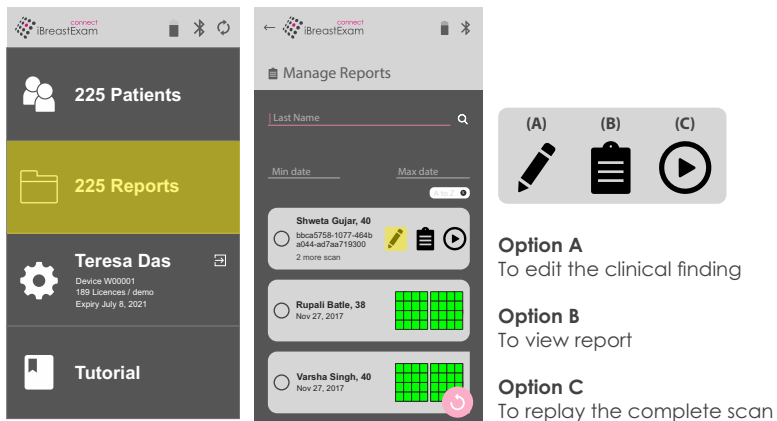 connect
iBreastExam
225 Patients
225 Reports
Teresa Das
Device W00001
189 Licences / demo
Expiry July 8, 2021
Tutorial
connect
iBreastExam
Manage Reports
Last Name
Min date
Max date
A to Z
Shweta Gujar, 40
bbca5758-1077-464b
a044-ad7aa719300
2 more scan
Rupali Batle, 38
Nov 27, 2017
Varsha Singh, 40
Nov 27, 2017
(A)
(B)
(C)
Option A
To edit the clinical finding
Option B
To view report
Option C
To replay the complete scan